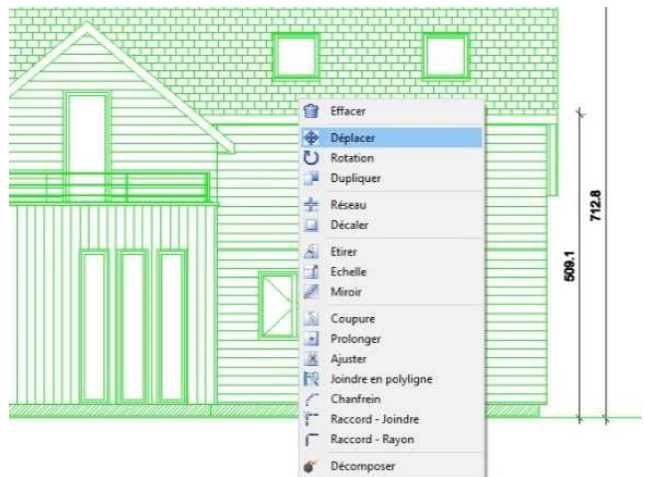 Effacer
Déplacer
Rotation
Dupliquer
Réseau
Décaler
Etirer
Echelle
Miroir
Coupure
Prolonger
Ajuster
Joindre en polyligne
Chanfrein
Raccord - Joindre
Raccord - Rayon
Décomposer
509.1
712.8